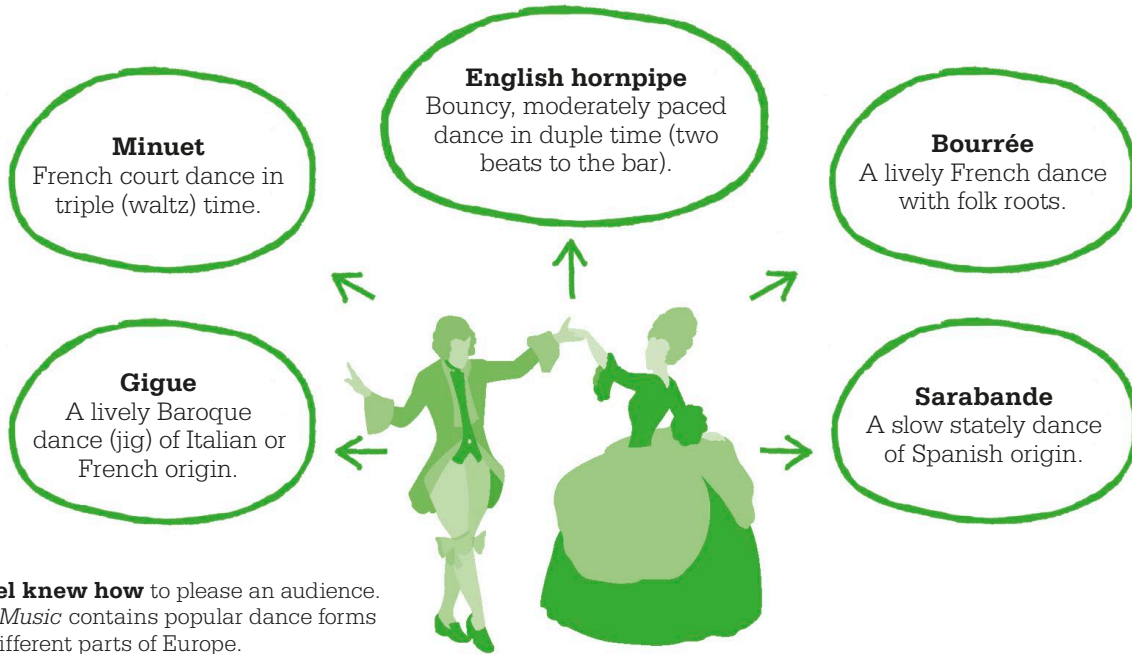 English hornpipe
Bouncy, moderately paced
dance in duple time (two
beats to the bar).
Minuet
French court dance in
triple (waltz) time.
Bourrée
A lively French dance
with folk roots.
Gigue
A lively Baroque
dance (jig) of Italian or
French origin.
Sarabande
A slow stately dance
of Spanish origin.
knew how to please an audience.
Music contains popular dance forms
parts of Europe.